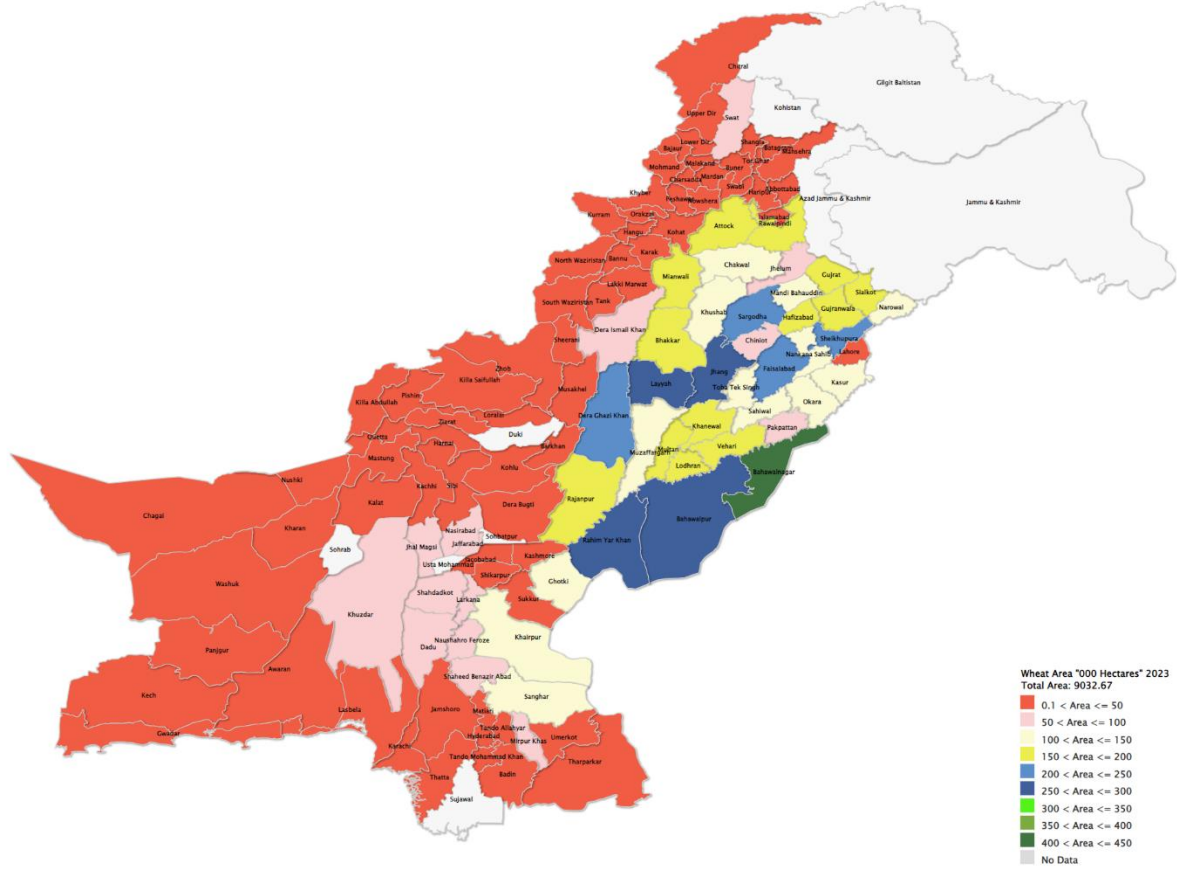 Chitral
Gilgit Baltistan
Kohistan
Upper Dir
Swat
Lower Dir
Shangla
Bajaur
Batagram
Mansehra
Malakand
Tor Ghar
Mohmand
Buner
Mardan
Charsadda
Swabi
Abbottabad
Haripur
Khyber
Peshawar
Nowshera
Azad Jammu & Kashmir
Jammu & Kashmir
Kurram
Orakzai
Islamabad
Rawalpindi
Attock
Hangu
Kohat
Karak
North Waziristan
Bannu
Chakwal
Jhelum
Mianwali
Gujrat
Lakki Marwat
Mandi Bahauddin
Sialkot
South Waziristan
Tank
Khushab
Narowal
Sargodha
Hafizabad
Gujranwala
Dera Ismail Khan
Sheerani
Bhakkar
Chiniot
Sheikhupura
Nankana Sahib
Lahore
Zhob
Faisalabad
Jhang
Layyah
Killa Saifullah
Musakhel
Toba Tek Singh
Kasur
Pishin
Killa Abdullah
Okara
Loralai
Dera Ghazi Khan
Sahiwal
Ziarat
Khanewal
Pakpattan
Duki
Quetta
Harnai
Barkhan
Vehari
Multan
Muzaffargarh
Mastung
Kohlu
Lodhran
Bahawalnagar
Nushki
Kachhi
Sibi
Rajanpur
Kalat
Dera Bugti
Chagai
Kharan
Nasirabad
Sohbatpur
Bahawalpur
Rahim Yar Khan
Jhal Magsi
Jaffarabad
Sohrab
Kashmore
Jacobabad
Usta Mohammad
Shikarpur
Ghotki
Washuk
Shahdadkot
Larkana
Sukkur
Khuzdar
Khairpur
Naushahro Feroze
Dadu
Panjgur
Awaran
Shaheed Benazir Abad
Kech
Sanghar
Lasbela
Jamshoro
Matiari
Tando Allahyar
Gwadar
Hyderabad
Umerkot
Mirpur Khas
Karachi
Tando Mohammad Khan
Tharparkar
Badin
Thatta
Sujawal
Wheat Area "000 Hectares" 2023
Total Area: 9032.67
0.1 < Area <= 50
50 < Area <= 100
100 < Area <= 150
150 < Area <= 200
200 < Area <= 250
250 < Area <= 300
300 < Area <= 350
350 < Area <= 400
400 < Area <= 450
No Data